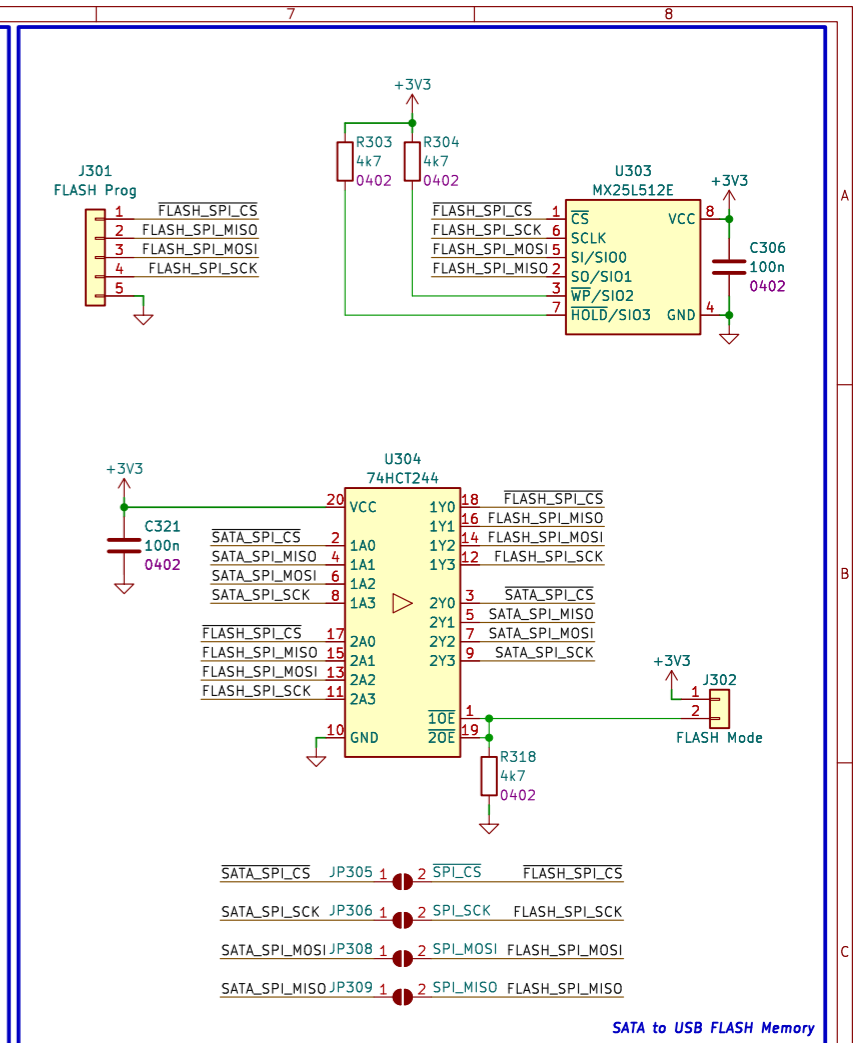 7
8
+3V3
R303
4k7
0402
R304
4k7
0402
J301
FLASH Prog
1 FLASH_SPI_CS
2 FLASH_SPI_MISO
3 FLASH_SPI_MOSI
4 FLASH_SPI_SCK
5
U303
MX25L512E
FLASH_SPI_CS 1 CS
FLASH_SPI_SCK 6 SCLK
FLASH_SPI_MOSI 5 SI/SIO0
FLASH_SPI_MISO 2 SO/SIO1
3 WP/SIO2
7 HOLD/SIO3
VCC 8
GND 4
+3V3
C306
100n
0402
A
U304
74HCT244
+3V3
C321
100n
0402
20 VCC
SATA_SPI_CS 2 1A0
SATA_SPI_MISO 4 1A1
SATA_SPI_MOSI 6 1A2
SATA_SPI_SCK 8 1A3
FLASH_SPI_CS 17 2A0
FLASH_SPI_MISO 15 2A1
FLASH_SPI_MOSI 13 2A2
FLASH_SPI_SCK 11 2A3
10 GND
1Y0 18 FLASH_SPI_CS
1Y1 16 FLASH_SPI_MISO
1Y2 14 FLASH_SPI_MOSI
1Y3 12 FLASH_SPI_SCK
2Y0 3 SATA_SPI_CS
2Y1 5 SATA_SPI_MISO
2Y2 7 SATA_SPI_MOSI
2Y3 9 SATA_SPI_SCK
1OE 1
2OE 19
B
+3V3
J302
1
2
FLASH Mode
R318
4k7
0402
SATA_SPI_CS JP305 1 2 SPI_CS FLASH_SPI_CS
SATA_SPI_SCK JP306 1 2 SPI_SCK FLASH_SPI_SCK
SATA_SPI_MOSI JP308 1 2 SPI_MOSI FLASH_SPI_MOSI
SATA_SPI_MISO JP309 1 2 SPI_MISO FLASH_SPI_MISO
C
SATA to USB FLASH Memory